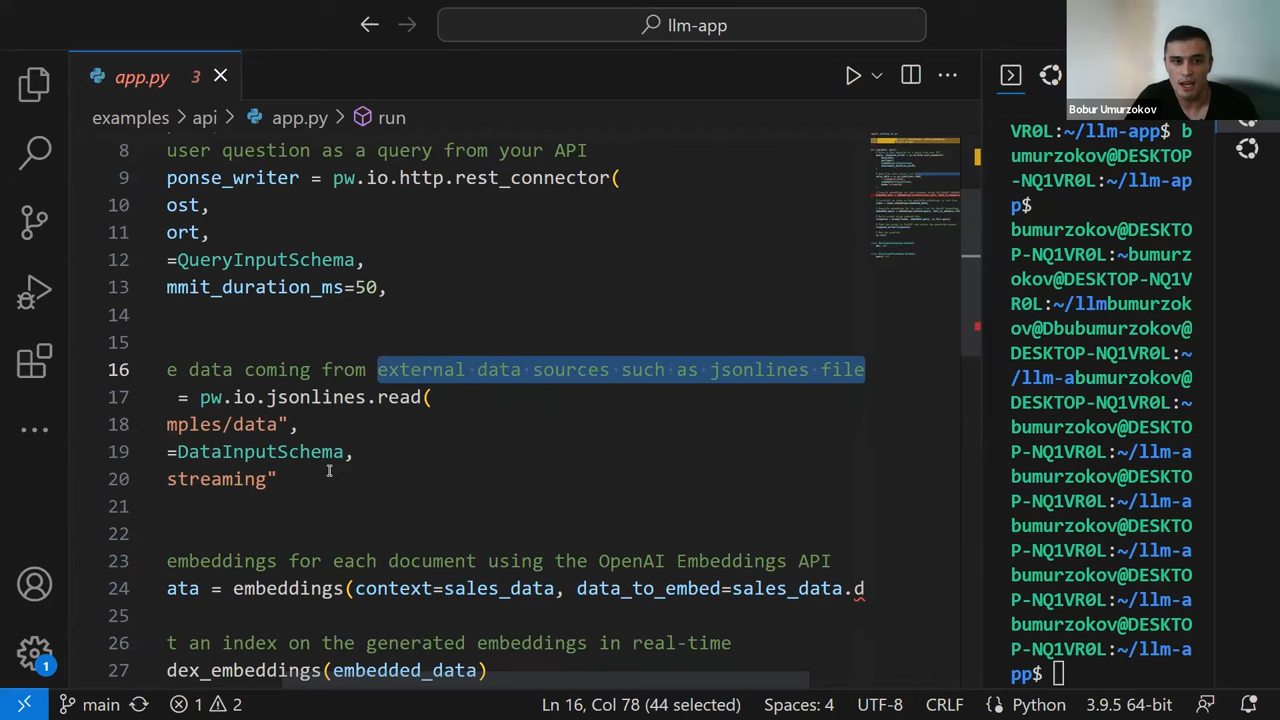 llm-app
app.py 3
examples > api > app.py > run
8 user question as a query from your API
9 ponse_writer = pw.io.http.rest_connector(
10 ost,
11 ort,
12 =QueryInputSchema,
13 mmit_duration_ms=50,
14
15
16 e data coming from external data sources such as jsonlines file
17 = pw.io.jsonlines.read(
18 mples/data",
19 =DataInputSchema,
20 streaming"
21
22
23 embeddings for each document using the OpenAI Embeddings API
24 ata = embeddings(context=sales_data, data_to_embed=sales_data.d
25
26 t an index on the generated embeddings in real-time
27 dex_embeddings(embedded_data)
Bobur Umurzokov
VR0L:~/llm-app$ b
umurzokov@DESKTOP
-NQ1VR0L:~/llm-ap
p$
bumurzokov@DESKTO
P-NQ1VR0L:~bumurz
okov@DESKTOP-NQ1V
R0L:~/llmbumurzok
ov@Dbubumurzokov@
DESKTOP-NQ1VR0L:~
/llm-abumurzokov@
DESKTOP-NQ1VR0L:~
bumurzokov@DESKTO
P-NQ1VR0L:~/llm-a
bumurzokov@DESKTO
P-NQ1VR0L:~/llm-a
bumurzokov@DESKTO
P-NQ1VR0L:~/llm-a
bumurzokov@DESKTO
P-NQ1VR0L:~/llm-a
bumurzokov@DESKTO
P-NQ1VR0L:~/llm-a
pp$
1
main 1 2 Ln 16, Col 78 (44 selected) Spaces: 4 UTF-8 CRLF Python 3.9.5 64-bit